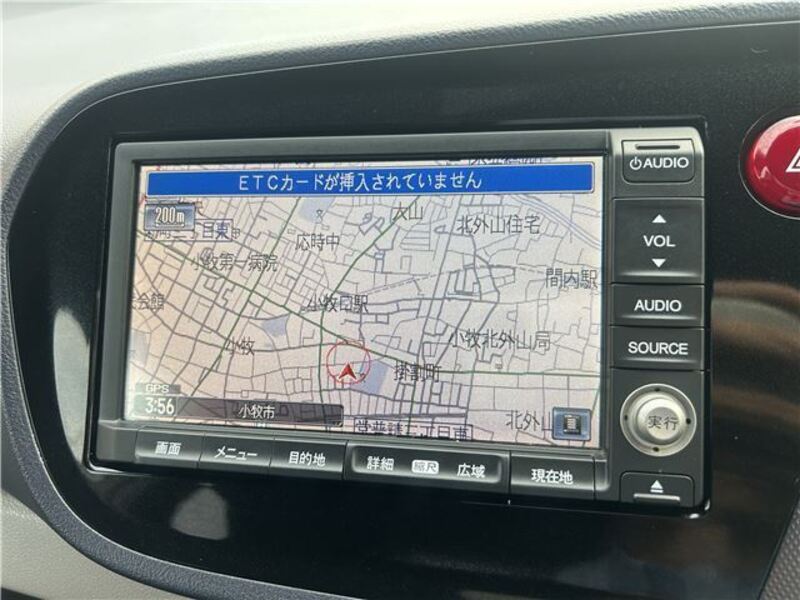 ETCカードが挿入されていません
200m
大山
北外山住宅
応時中
小牧第一病院
間内駅
小牧口駅
小牧
小牧北外山局
掛割町
GPS
3:56
小牧市
北外
画面
メニュー
目的地
詳細
縮尺
広域
現在地
AUDIO
VOL
AUDIO
SOURCE
実行